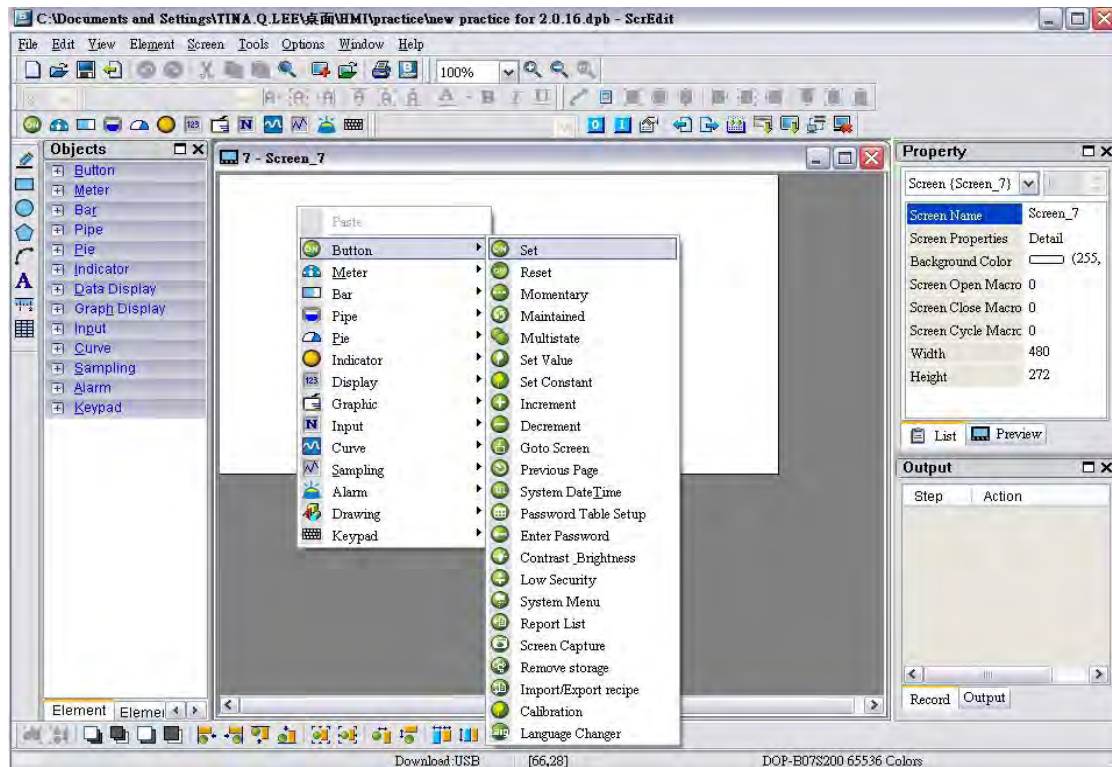 C:\Documents and Settings\TINA.Q.LEE\桌面\HMI\practice\new practice for 2.0.16.dpb - ScrEdit
File Edit View Element Screen Tools Options Window Help
100%
Objects
Button
Meter
Bar
Pipe
Pie
Indicator
Data Display
Graph Display
Input
Curve
Sampling
Alarm
Keypad
Element
7 - Screen_7
Paste
Button
Meter
Bar
Pipe
Pie
Indicator
Display
Graphic
Input
Curve
Sampling
Alarm
Drawing
Keypad
Set
Reset
Momentary
Maintained
Multistate
Set Value
Set Constant
Increment
Decrement
Goto Screen
Previous Page
System DateTime
Password Table Setup
Enter Password
Contrast_Brightness
Low Security
System Menu
Report List
Screen Capture
Remove storage
Import/Export recipe
Calibration
Language Changer
Property
Screen {Screen_7}
Screen Name Screen_7
Screen Properties Detail
Background Color (255,
Screen Open Macro 0
Screen Close Macro 0
Screen Cycle Macro 0
Width 480
Height 272
List Preview
Output
Step Action
Record Output
Download:USB [66,28] DOP-B07S200 65536 Colors